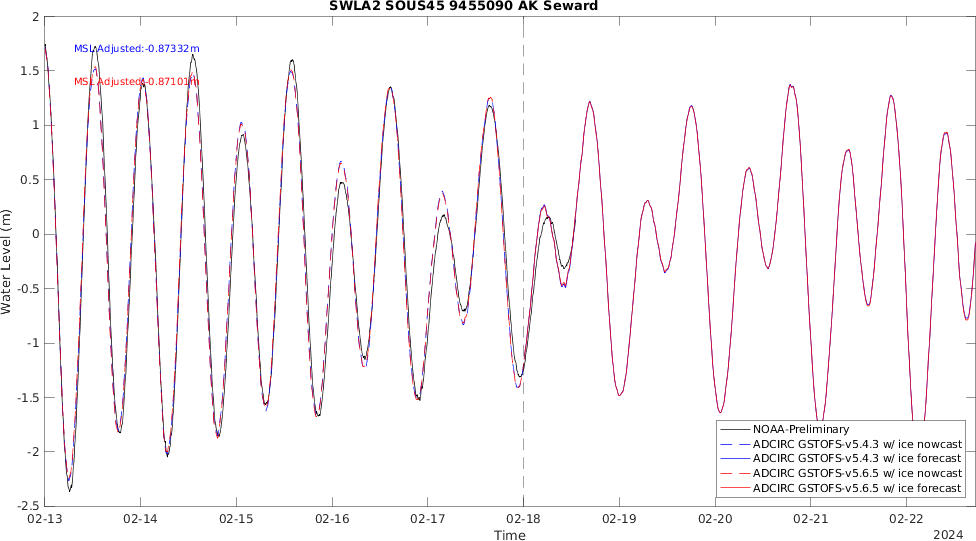 SWLA2 SOUS45 9455090 AK Seward
MSL Adjusted:-0.87332m
MSL Adjusted:-0.87101m
Water Level (m)
2
1.5
1
0.5
0
-0.5
-1
-1.5
-2
-2.5
NOAA-Preliminary
ADCIRC GSTOFS-v5.4.3 w/ ice nowcast
ADCIRC GSTOFS-v5.4.3 w/ ice forecast
ADCIRC GSTOFS-v5.6.5 w/ ice nowcast
ADCIRC GSTOFS-v5.6.5 w/ ice forecast
02-13 02-14 02-15 02-16 02-17 02-18 02-19 02-20 02-21 02-22
Time
2024